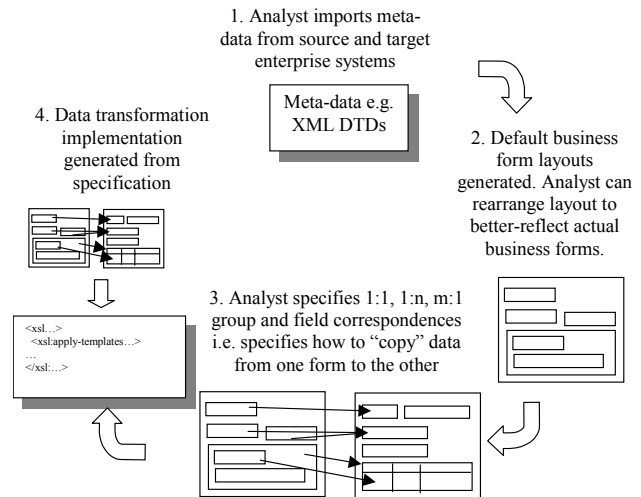 1. Analyst imports meta-
data from source and target
enterprise systems
Meta-data e.g.
XML DTDs
2. Default business
form layouts
generated. Analyst can
rearrange layout to
better-reflect actual
business forms.
3. Analyst specifies 1:1, 1:n, m:1
group and field correspondences
i.e. specifies how to “copy” data
from one form to the other
4. Data transformation
implementation
generated from
specification
<xsl…>
<xsl:apply-templates…>
…
</xsl:…>